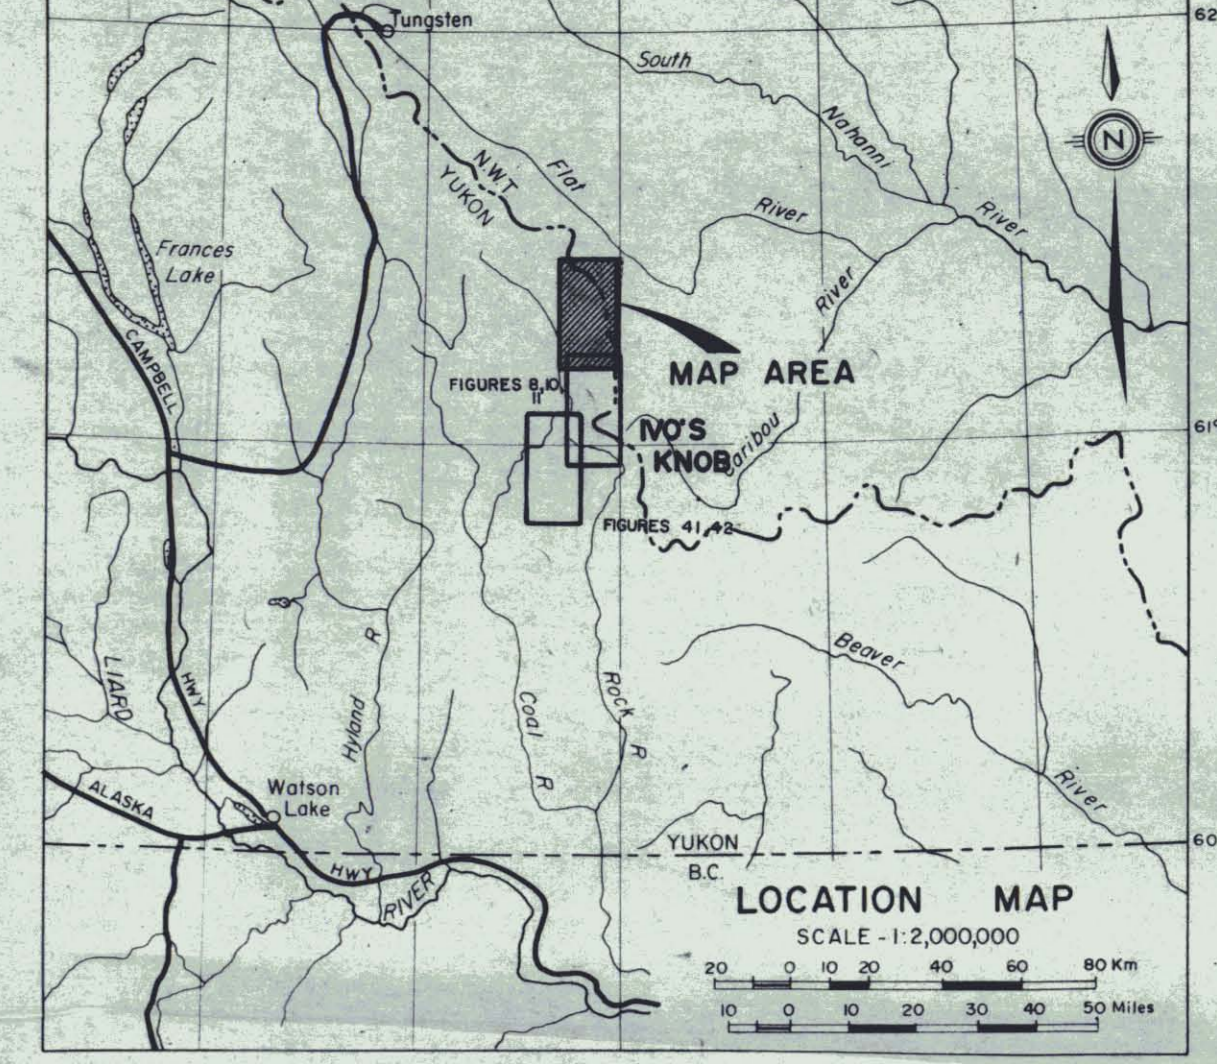 Tungsten
62
South
Nahanni
River
N.W.T
YUKON
Flat
River
River
N
Frances
Lake
CAMPBELL
HWY
MAP AREA
FIGURES 8,10,
11
IVO'S
KNOB
Caribou
61°
FIGURES 41,42
LIARD
RIVER
Hyland
R
Coal
R
Rock
R
Beaver
River
Watson
Lake
ALASKA
HWY
YUKON
B.C.
60
LOCATION MAP
SCALE - 1:2,000,000
20 0 10 20 40 60 80 Km
10 0 10 20 30 40 50 Miles